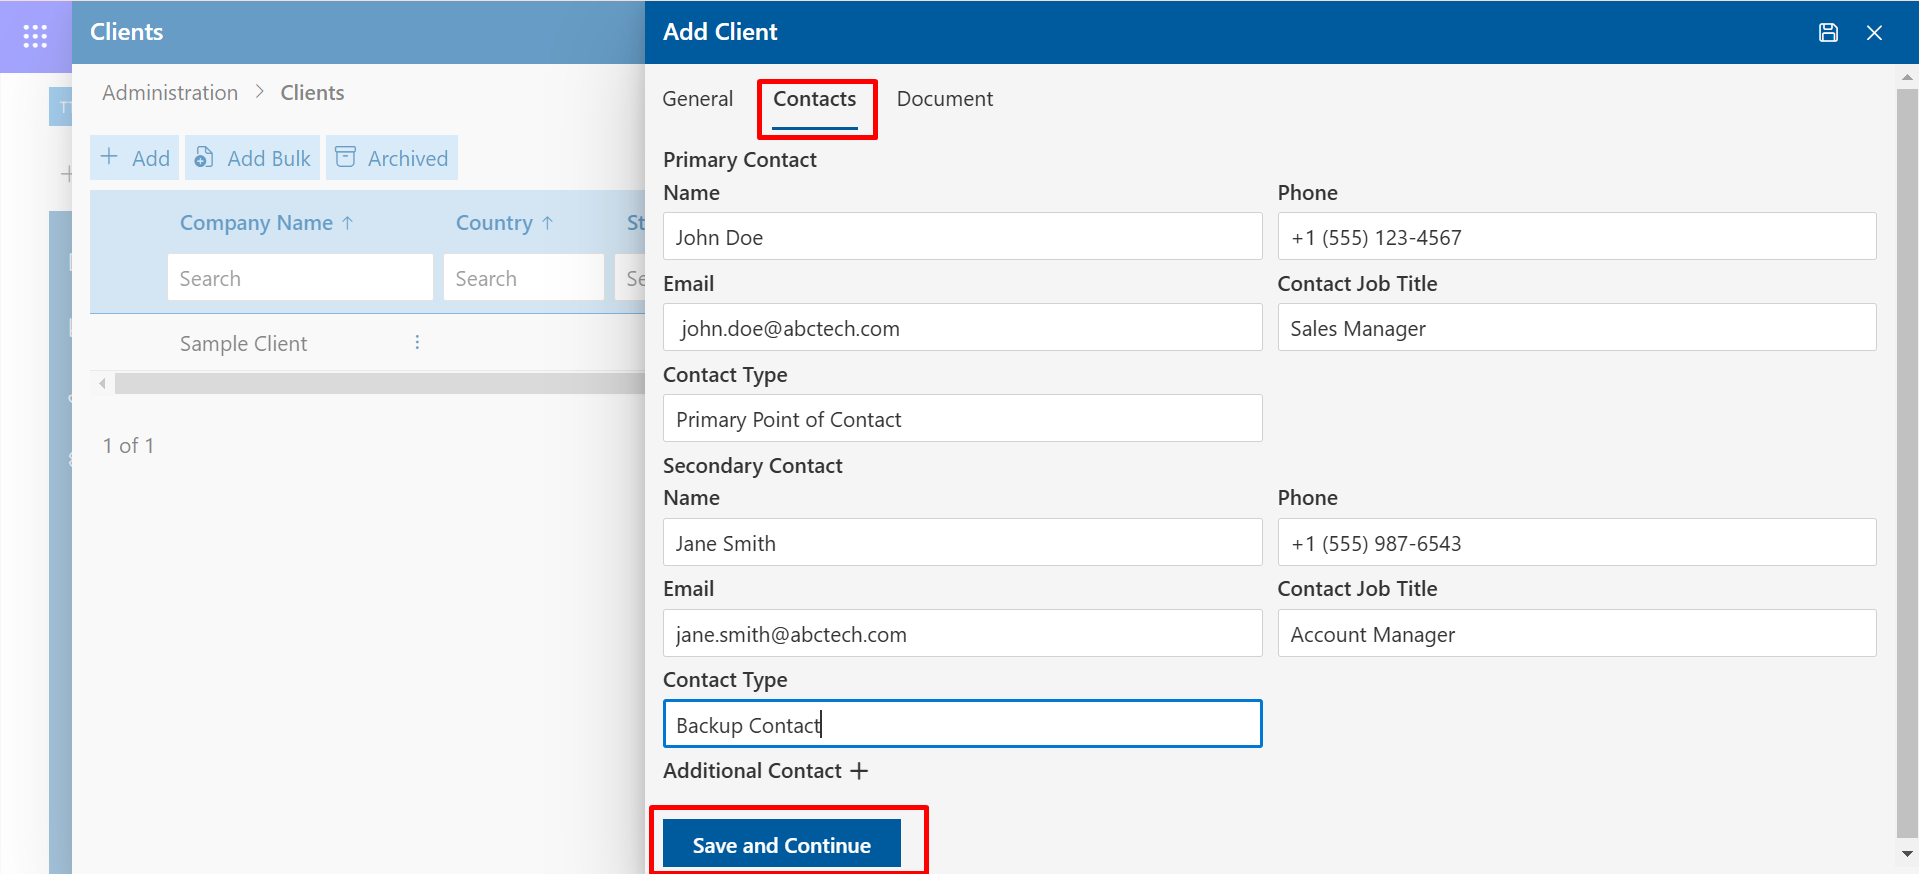 Clients
Administration > Clients
+ Add
Add Bulk
Archived
Company Name ↑
Country ↑
St
Search
Search
Se
Sample Client
1 of 1
Add Client
General
Contacts
Document
Primary Contact
Name
Phone
John Doe
+1 (555) 123-4567
Email
Contact Job Title
john.doe@abctech.com
Sales Manager
Contact Type
Primary Point of Contact
Secondary Contact
Name
Phone
Jane Smith
+1 (555) 987-6543
Email
Contact Job Title
jane.smith@abctech.com
Account Manager
Contact Type
Backup Contact
Additional Contact +
Save and Continue